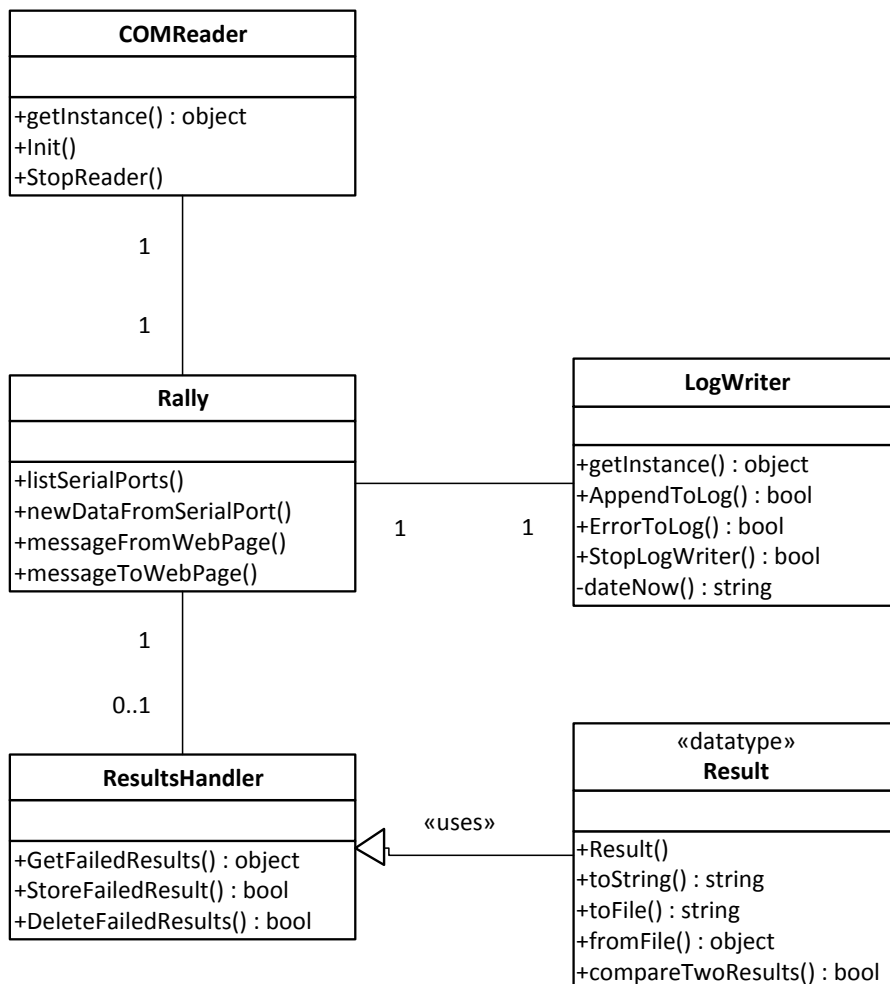 COMReader
+getInstance() : object
+Init()
+StopReader()
1
1
Rally
+listSerialPorts()
+newDataFromSerialPort()
+messageFromWebPage()
+messageToWebPage()
LogWriter
+getInstance() : object
+AppendToLog() : bool
+ErrorToLog() : bool
+StopLogWriter() : bool
-dateNow() : string
1
1
1
0..1
ResultsHandler
+GetFailedResults() : object
+StoreFailedResult() : bool
+DeleteFailedResults() : bool
«uses»
«datatype»
Result
+Result()
+toString() : string
+toFile() : string
+fromFile() : object
+compareTwoResults() : bool